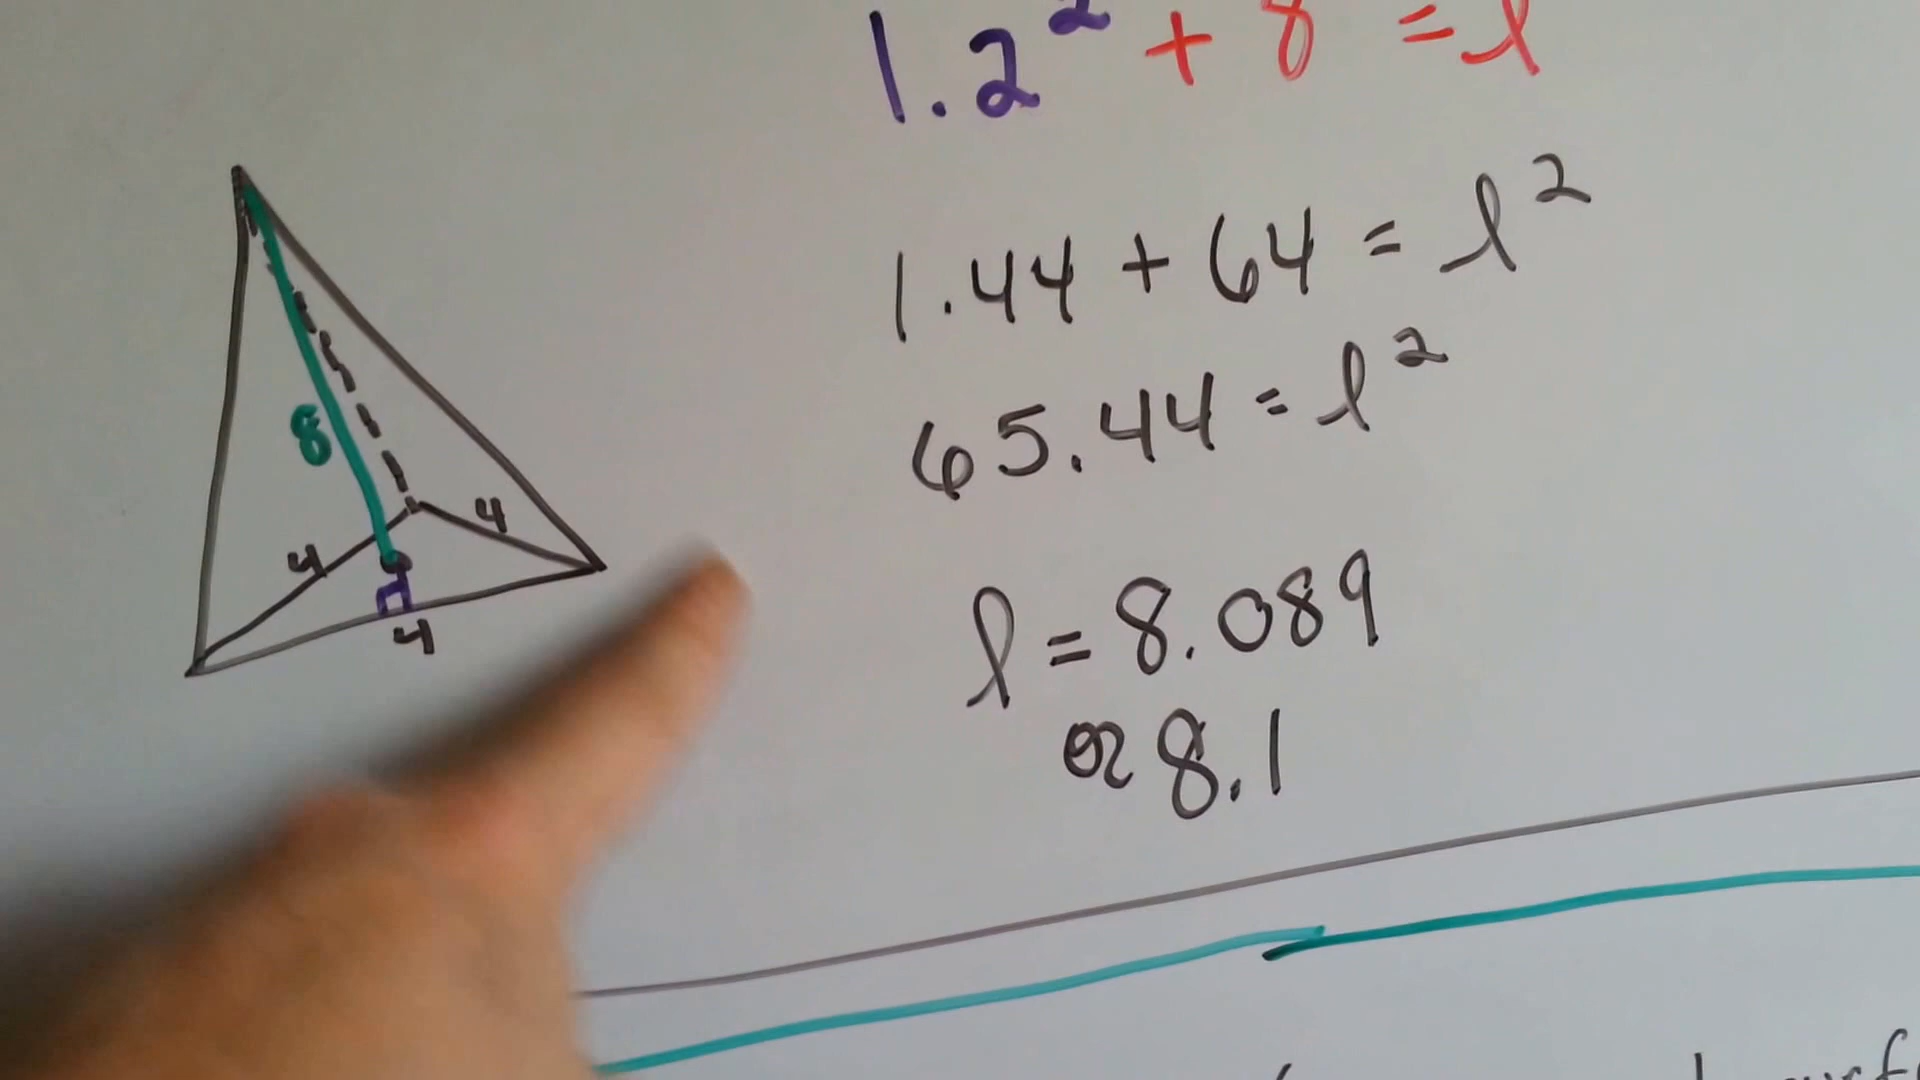 1.2² + 8 = l
1.44 + 64 = l²
65.44 = l²
l = 8.089
or 8.1
8
4
4
4